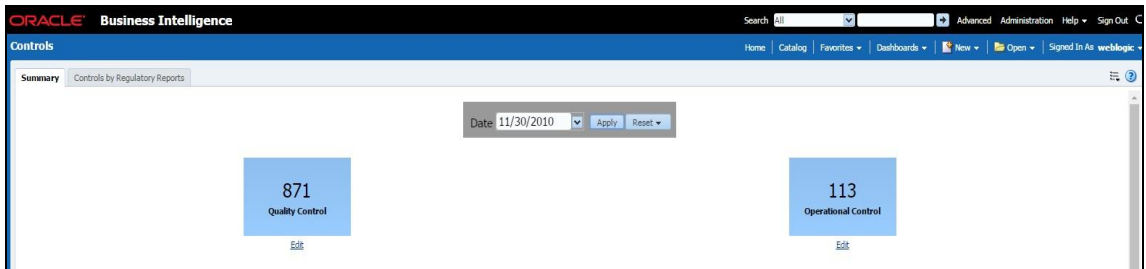 ORACLE Business Intelligence Search All Advanced Administration Help Sign Out
Controls Home Catalog Favorites Dashboards New Open Signed In As weblogic
Summary Controls by Regulatory Reports
Date 11/30/2010 Apply Reset
871 113
Quality Control Operational Control
Edit Edit